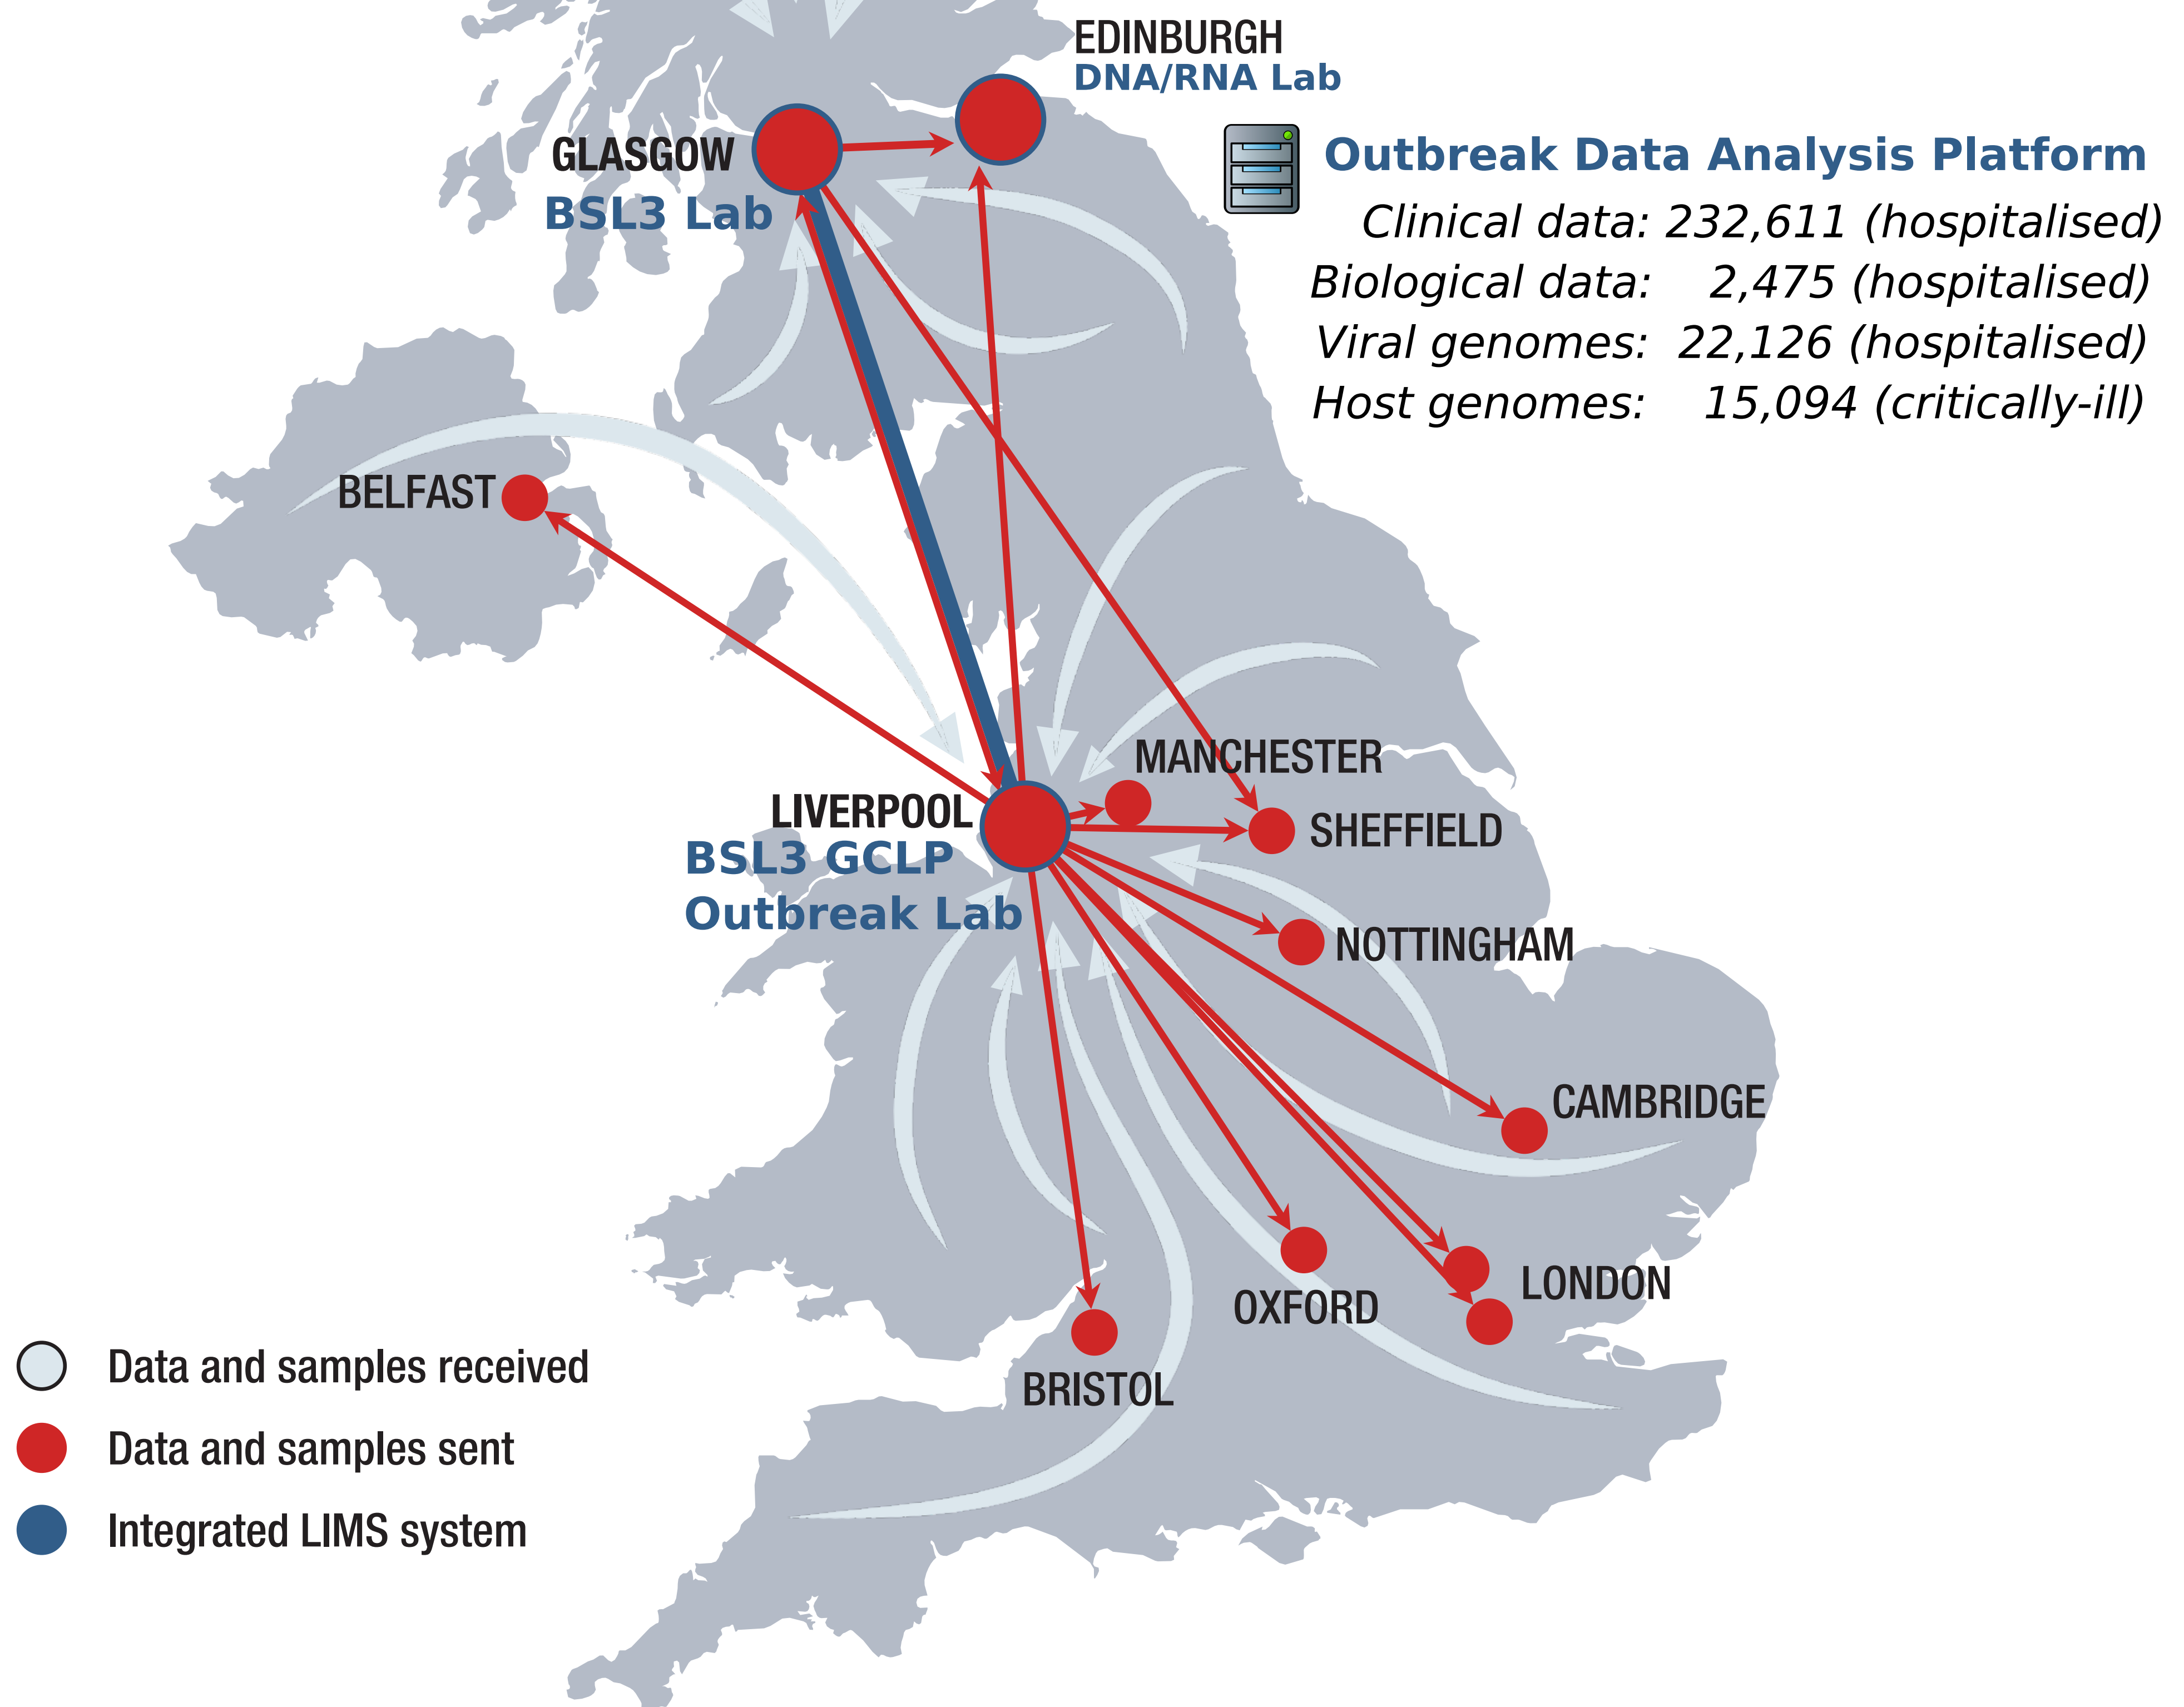 EDINBURGH
DNA/RNA Lab
GLASGOW
BSL3 Lab
Outbreak Data Analysis Platform
Clinical data: 232,611 (hospitalised)
Biological data: 2,475 (hospitalised)
Viral genomes: 22,126 (hospitalised)
Host genomes: 15,094 (critically-ill)
BELFAST
MANCHESTER
LIVERPOOL
BSL3 GCLP
Outbreak Lab
SHEFFIELD
NOTTINGHAM
CAMBRIDGE
LONDON
OXFORD
BRISTOL
Data and samples received
Data and samples sent
Integrated LIMS system